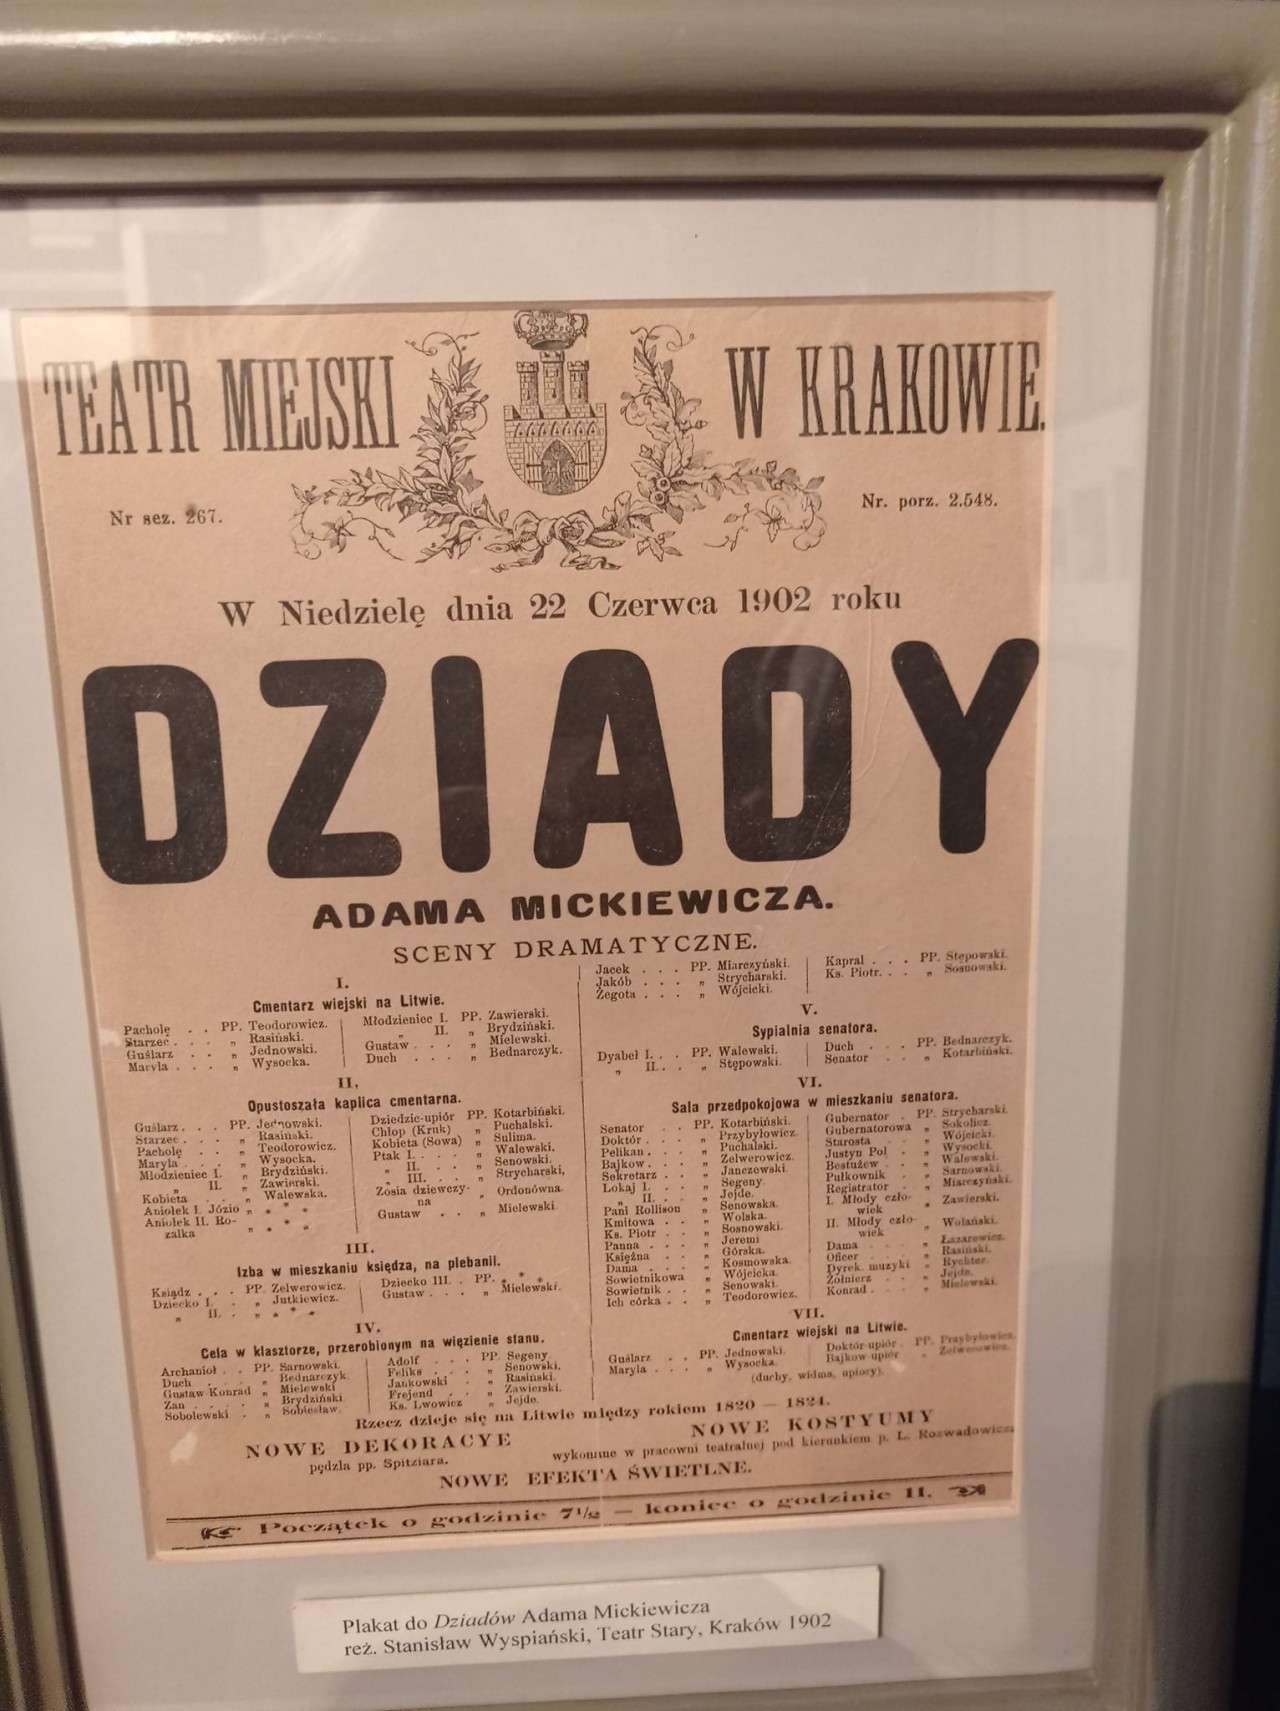 TEATR MIEJSKI W KRAKOWIE.
Nr sez. 267.
Nr. porz. 2.548.
W Niedzielę dnia 22 Czerwca 1902 roku
DZIADY
ADAMA MICKIEWICZA.
SCENY DRAMATYCZNE.
I.
Cmentarz wiejski na Litwie.
Pacholę . . PP. Teodorowicz.
Starzec . . . „ Rasiński.
Guślarz . . „ Jednowski.
Maryla . . . „ Wysocka.
Młodzieniec I. PP. Zawierski.
„ II. „ Brydziński.
Gustaw . . . „ Mielewski.
Duch . . . „ Bednarczyk.
II.
Opustoszała kaplica cmentarna.
Guślarz . . . PP. Jednowski.
Starzec . . . „ Rasiński.
Pacholę . . „ Teodorowicz.
Maryla . . . „ Wysocka.
Młodzieniec I. „ Brydziński.
„ II. „ Zawierski.
Kobieta . . „ Walewska.
Aniołek I. Józio „ * * *
Aniołek II. Ro-
zalka „ * * *
Dziedzic-upiór PP. Kotarbiński.
Chłop (Kruk) „ Puchalski.
Kobieta (Sowa) „ Sulima.
Ptak I. . . . „ Walewski.
„ II. . . „ Senowski.
„ III. . . „ Strycharski,
Zosia dziewczy-
na „ Ordonówna
Gustaw . . „ Mielewski
III.
Izba w mieszkaniu księdza, na plebanii.
Ksiądz . . PP. Zelwerowicz.
Dziecko I. . „ Jutkiewicz.
„ II. . „ * * *
Dziecko III. . PP. * * *
Gustaw . . . „ Mielewski.
IV.
Cela w klasztorze, przerobionym na więzienie stanu.
Archanioł . . PP. Sarnowski.
Duch . . . „ Bednarczyk
Gustaw Konrad „ Mielewski
Zan . . . . „ Brydziński
Sobolewski . „ Sobiesław.
Adolf . . . PP. Segeny
Feliks . . . „ Senowski,
Jankowski . „ Rasiński.
Frejend . . „ Zawierski.
Ks. Lwowicz „ Jejde.
Jacek . . . PP. Miarczyński.
Jakób . . . „ Strycharski.
Żegota . . . „ Wójcicki.
Kapral . . . PP. Stępowski.
Ks. Piotr. . . „ Sosnowski.
V.
Sypialnia senatora.
Dyabeł I. . . PP. Walewski.
„ II. . „ Stępowski.
Duch . . . PP. Bednarczyk.
Senator . . „ Kotarbiński.
VI.
Sala przedpokojowa w mieszkaniu senatora.
Senator . . PP. Kotarbiński.
Doktór . . . „ Przybyłowicz
Pelikan . . . „ Puchalski.
Bajkow . . . „ Zelwerowicz.
Sekretarz . . „ Janczewski.
Lokaj I. . . „ Segeny.
„ II. . . „ Jejde.
Pani Rollison „ Senowska.
Kmitowa . . „ Wolska.
Ks. Piotr . . „ Sosnowski.
Panna . . . „ Jeremi
Księżna . . „ Górska.
Dama . . . „ Kosmowska.
Sowietnikowa „ Wójcicka.
Sowietnik . . „ Senowski.
Ich córka . . „ Teodorowicz.
Gubernator . PP. Strycharski.
Gubernatorowa „ Sokolicz.
Starosta . . „ Wójcicki.
Justyn Pol . „ Wysocki.
Bestużew . . „ Walewski.
Pułkownik . „ Sarnowski.
Registrator . „ Miarczyński.
I. Młody czło-
wiek „ Zawierski.
II. Młody czło-
wiek „ Wolański.
Dama . . . „ Łazarewicz.
Oficer . . . „ Rasiński.
Dyrek. muzyki „ Rychter.
Żołnierz . . „ Jejde.
Konrad . . . „ Mielewski.
VII.
Cmentarz wiejski na Litwie.
Guślarz . . PP. Jednowski.
Maryla . . . „ Wysocka.
Doktór-upiór . PP. Przybyłowicz.
Bajkow-upiór „ Zelwerowicz.
(duchy, widma, upiory).
Rzecz dzieje się na Litwie między rokiem 1820 — 1824.
NOWE DEKORACYE
pędzla pp. Spitziara.
NOWE KOSTYUMY
wykonane w pracowni teatralnej pod kierunkiem p. L. Rozwadowicza
NOWE EFEKTA ŚWIETLNE.
Początek o godzinie 7½ — koniec o godzinie 11.
Plakat do Dziadów Adama Mickiewicza
reż. Stanisław Wyspiański, Teatr Stary, Kraków 1902